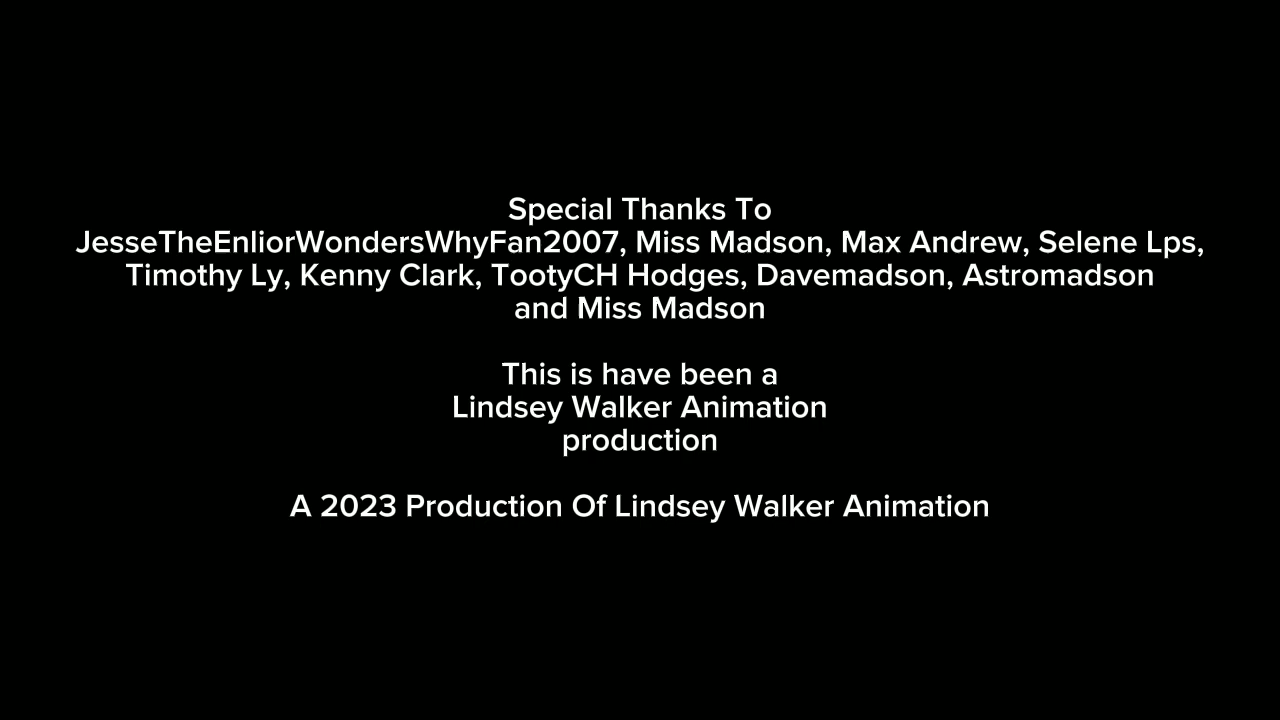 Special Thanks To
JesseTheEnliorWondersWhyFan2007, Miss Madson, Max Andrew, Selene Lps,
Timothy Ly, Kenny Clark, TootyCH Hodges, Davemadson, Astromadson
and Miss Madson
This is have been a
Lindsey Walker Animation
production
A 2023 Production Of Lindsey Walker Animation